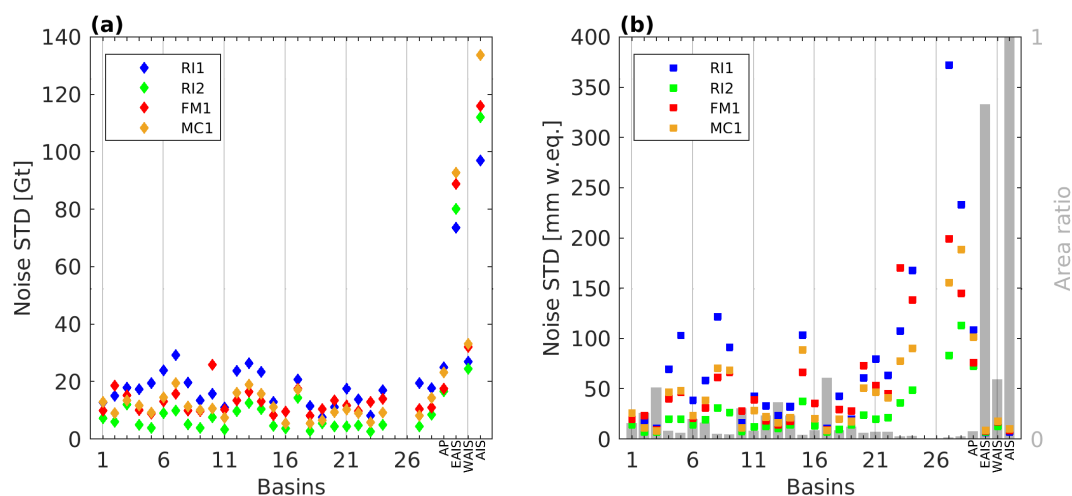 (a)
140
120
100
80
60
40
20
0
Noise STD [Gt]
RI1
RI2
FM1
MC1
1 6 11 16 21 26 AP EAIS WAIS AIS
Basins
(b)
400
350
300
250
200
150
100
50
0
Noise STD [mm w.eq.]
RI1
RI2
FM1
MC1
1 6 11 16 21 26 AP EAIS WAIS AIS
Basins
1
0
Area ratio